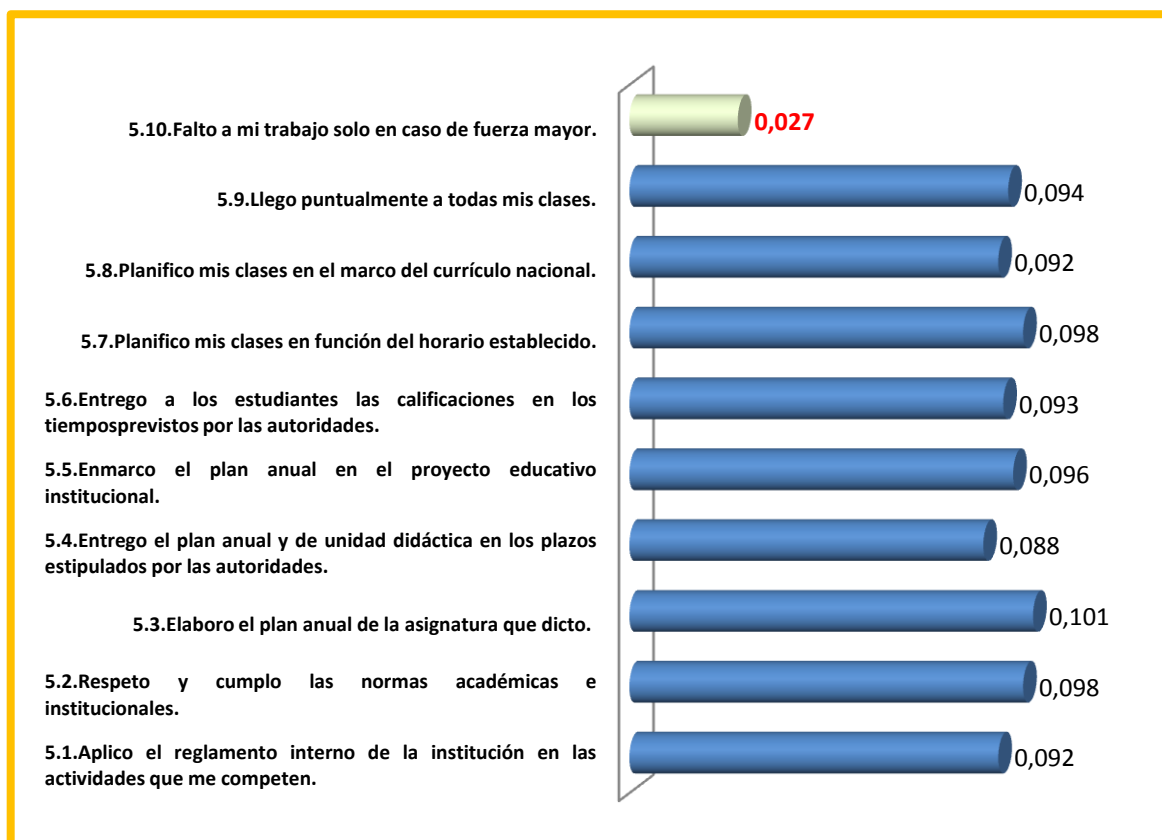 5.10.Falto a mi trabajo solo en caso de fuerza mayor.
0,027
5.9.Llego puntualmente a todas mis clases.
0,094
5.8.Planifico mis clases en el marco del currículo nacional.
0,092
5.7.Planifico mis clases en función del horario establecido.
0,098
5.6.Entrego a los estudiantes las calificaciones en los
tiemposprevistos por las autoridades.
0,093
5.5.Enmarco el plan anual en el proyecto educativo
institucional.
0,096
5.4.Entrego el plan anual y de unidad didáctica en los plazos
estipulados por las autoridades.
0,088
5.3.Elaboro el plan anual de la asignatura que dicto.
0,101
5.2.Respeto y cumplo las normas académicas e
institucionales.
0,098
5.1.Aplico el reglamento interno de la institución en las
actividades que me competen.
0,092